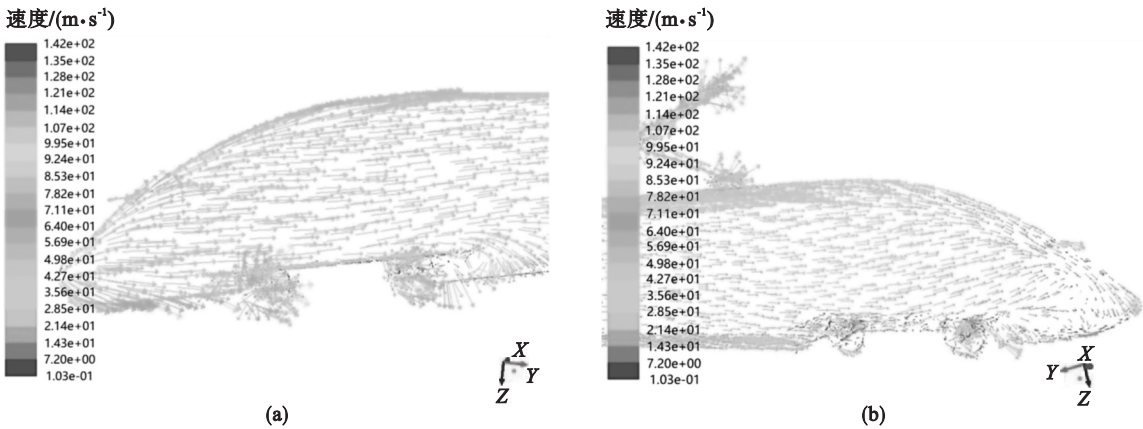 速度/(m·s⁻¹)
1.42e+02
1.35e+02
1.28e+02
1.21e+02
1.14e+02
1.07e+02
9.95e+01
9.24e+01
8.53e+01
7.82e+01
7.11e+01
6.40e+01
5.69e+01
4.98e+01
4.27e+01
3.56e+01
2.85e+01
2.14e+01
1.43e+01
7.20e+00
1.03e-01
X
Y
Z
(a)
速度/(m·s⁻¹)
1.42e+02
1.35e+02
1.28e+02
1.21e+02
1.14e+02
1.07e+02
9.95e+01
9.24e+01
8.53e+01
7.82e+01
7.11e+01
6.40e+01
5.69e+01
4.98e+01
4.27e+01
3.56e+01
2.85e+01
2.14e+01
1.43e+01
7.20e+00
1.03e-01
X
Y
Z
(b)